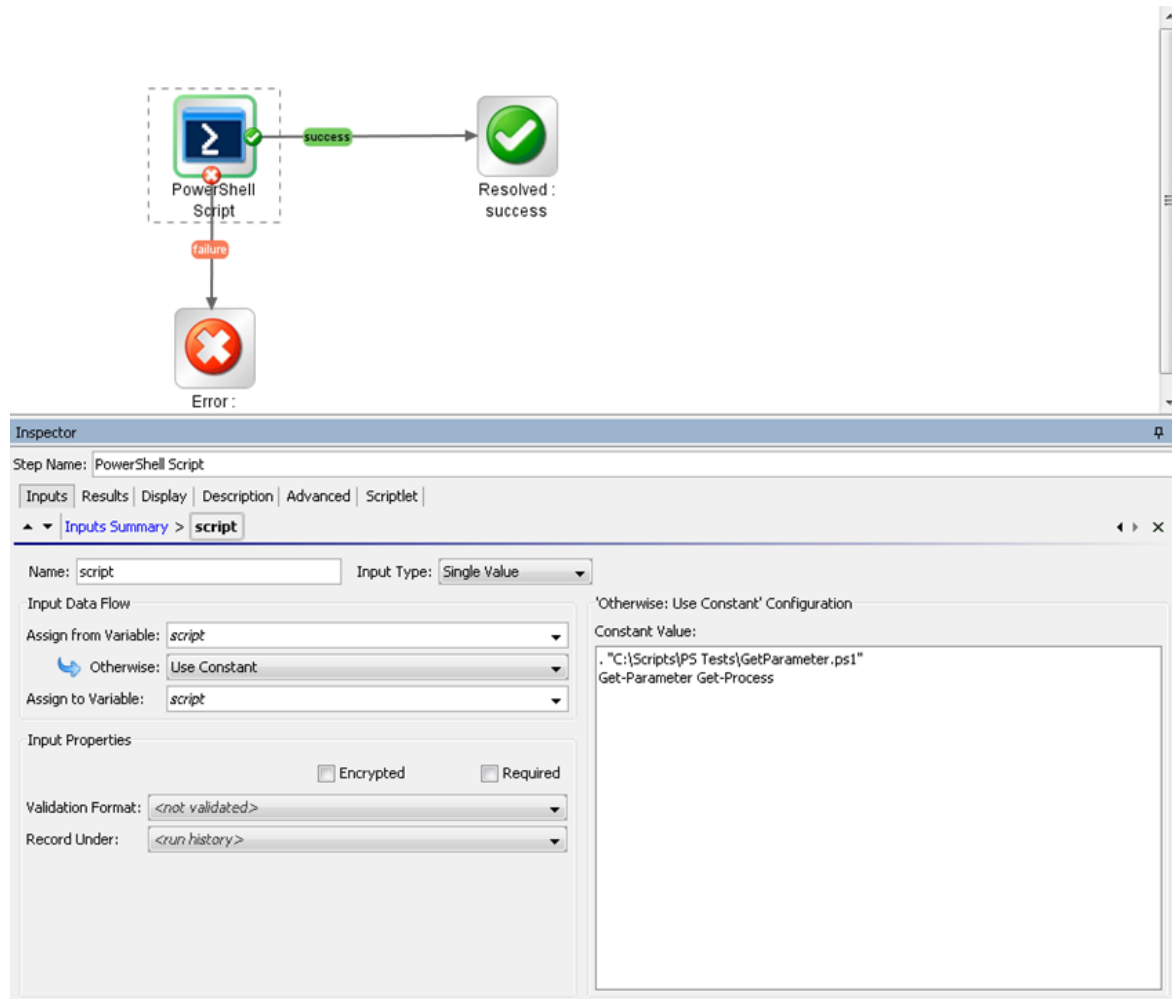 success
PowerShell
Script
Resolved :
success
failure
Error :
Inspector
Step Name: PowerShell Script
Inputs Results Display Description Advanced Scriptlet
Inputs Summary > script
Name: script Input Type: Single Value
Input Data Flow
Assign from Variable: script
Otherwise: Use Constant
Assign to Variable: script
Input Properties
Encrypted Required
Validation Format: <not validated>
Record Under: <run history>
'Otherwise: Use Constant' Configuration
Constant Value:
. "C:\Scripts\PS Tests\GetParameter.ps1"
Get-Parameter Get-Process